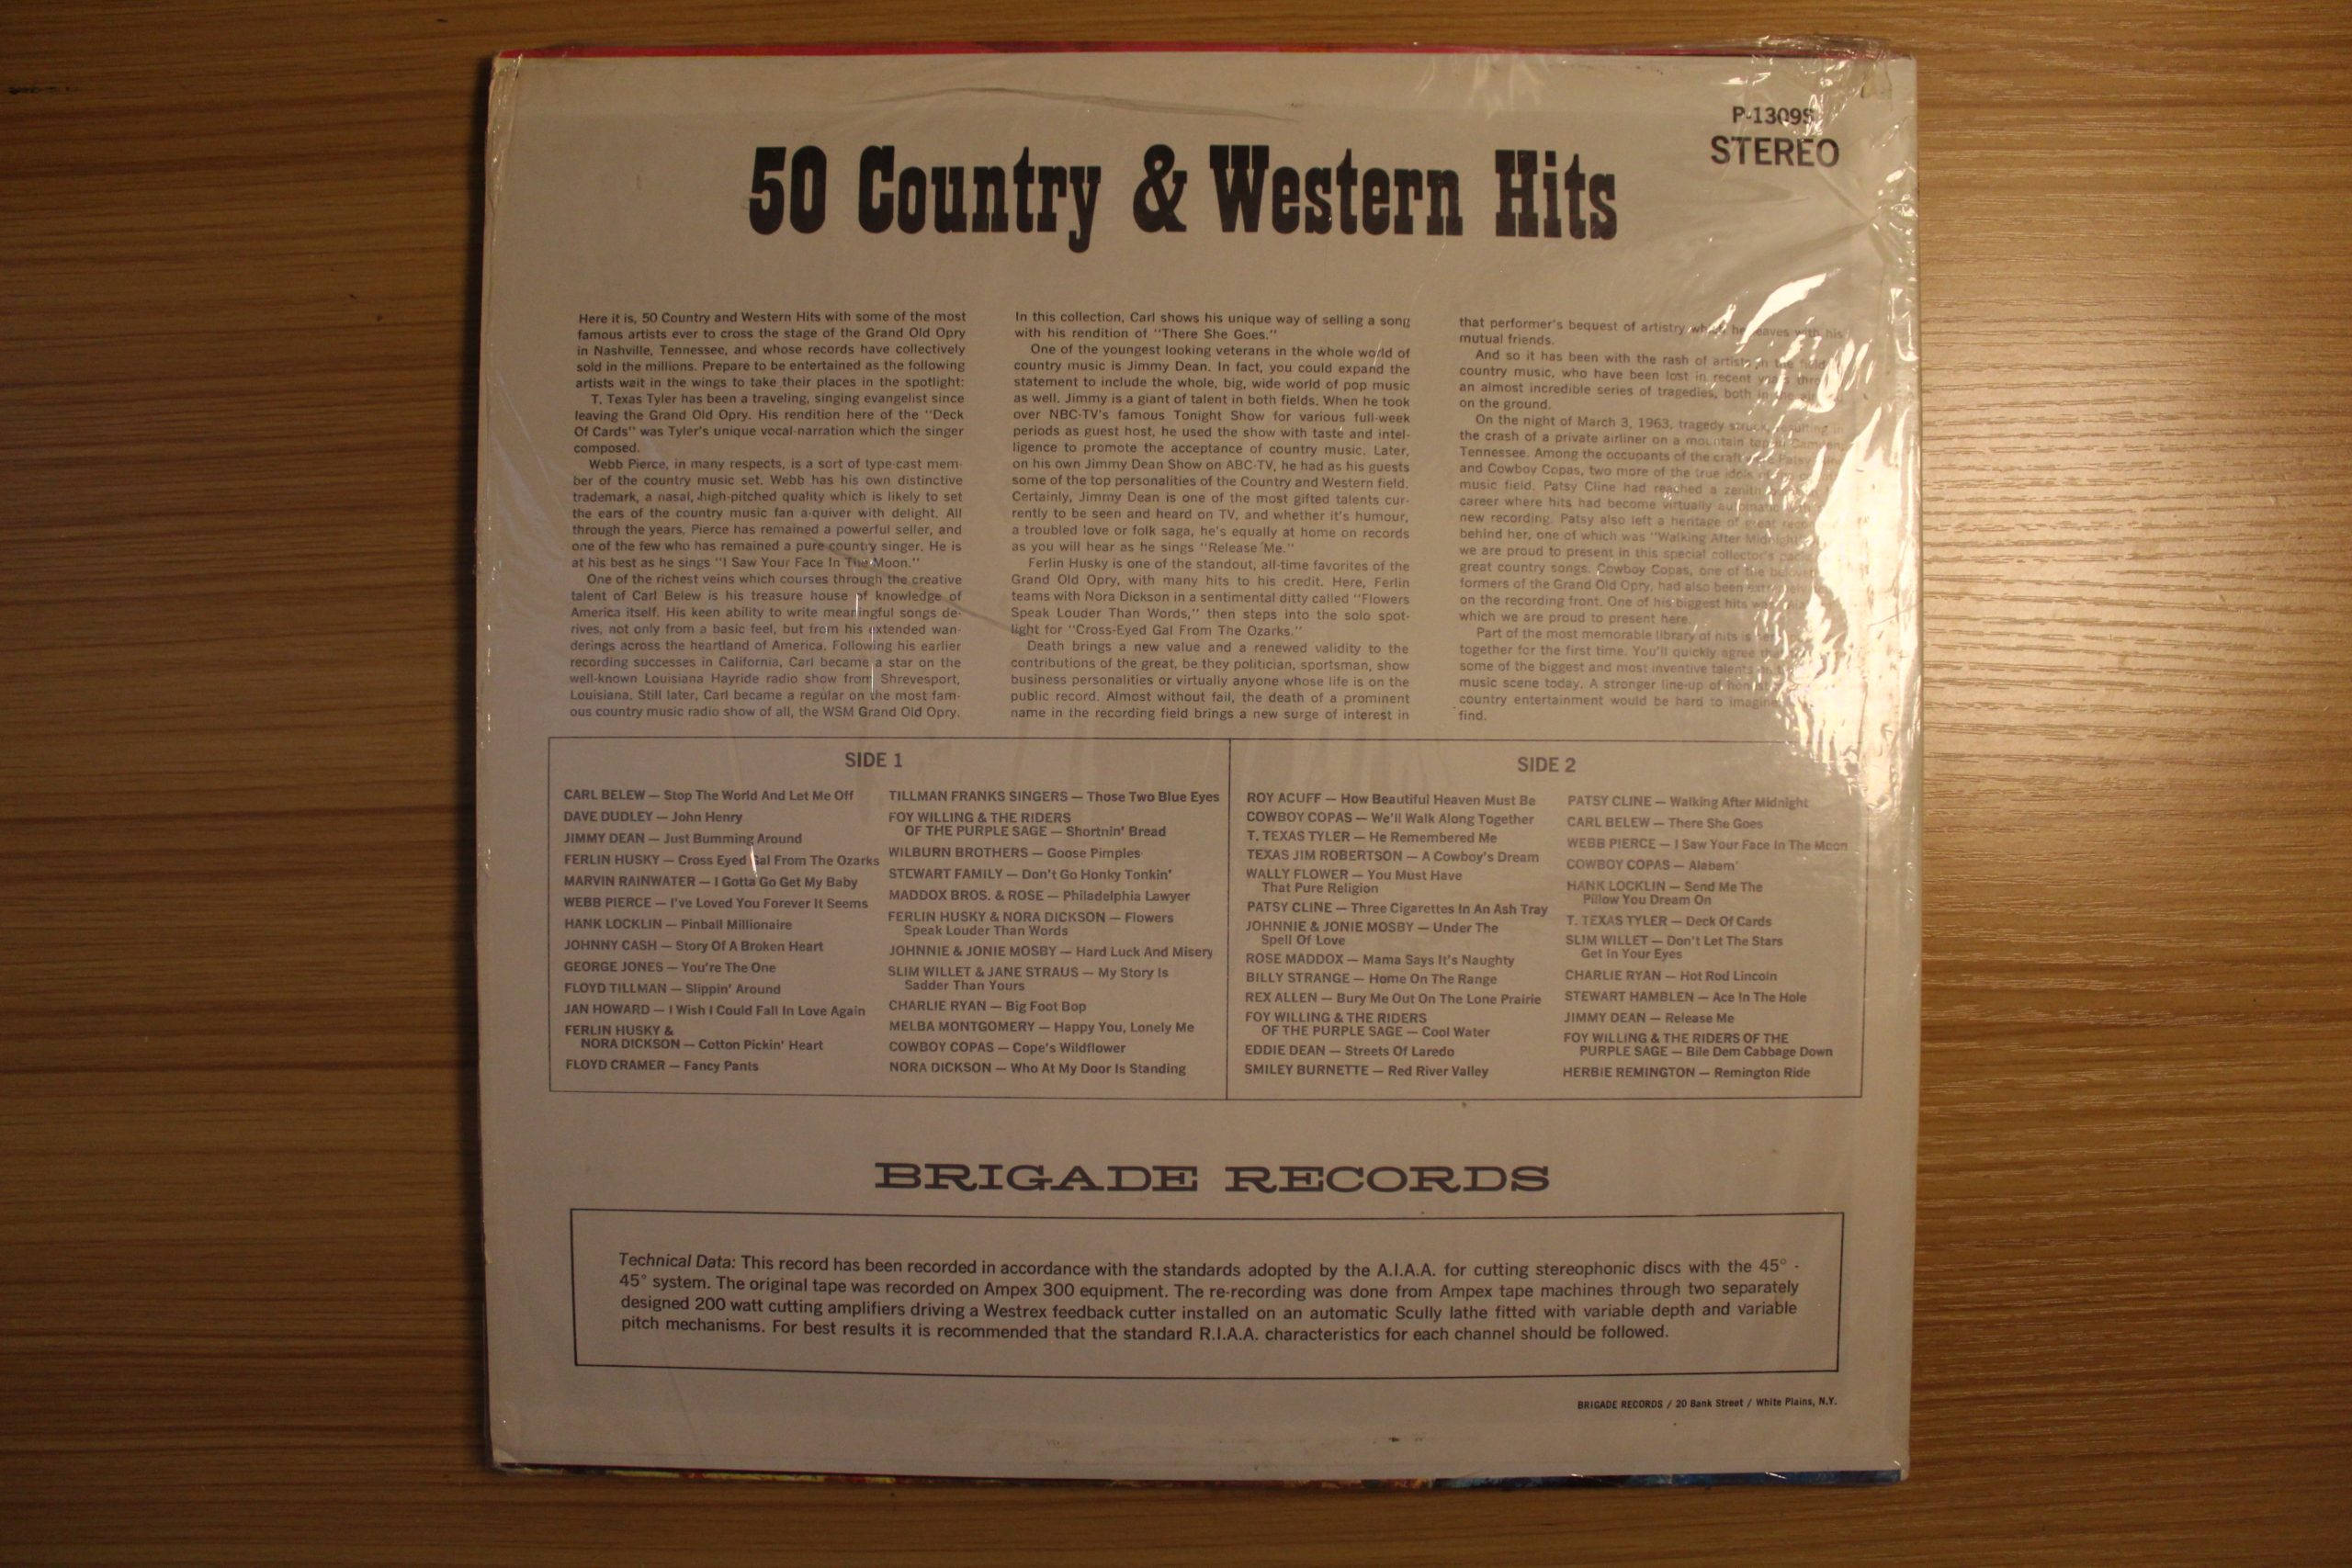 P-1309S
STEREO
50 Country & Western Hits
Here it is, 50 Country and Western Hits with some of the most
famous artists ever to cross the stage of the Grand Old Opry
in Nashville, Tennessee, and whose records have collectively
sold in the millions. Prepare to be entertained as the following
artists wait in the wings to take their places in the spotlight:
T. Texas Tyler has been a traveling, singing evangelist since
leaving the Grand Old Opry. His rendition here of the "Deck
Of Cards" was Tyler's unique vocal-narration which the singer
composed.
Webb Pierce, in many respects, is a sort of type-cast mem-
ber of the country music set. Webb has his own distinctive
trademark, a nasal, high-pitched quality which is likely to set
the ears of the country music fan a-quiver with delight. All
through the years, Pierce has remained a powerful seller, and
one of the few who has remained a pure country singer. He is
at his best as he sings "I Saw Your Face In The Moon."
One of the richest veins which courses through the creative
talent of Carl Belew is his treasure house of knowledge of
America itself. His keen ability to write meaningful songs de-
rives, not only from a basic feel, but from his extended wan-
derings across the heartland of America. Following his earlier
recording successes in California, Carl became a star on the
well-known Louisiana Hayride radio show from Shrevesport,
Louisiana. Still later, Carl became a regular on the most fam-
ous country music radio show of all, the WSM Grand Old Opry.
In this collection, Carl shows his unique way of selling a song
with his rendition of "There She Goes."
One of the youngest looking veterans in the whole world of
country music is Jimmy Dean. In fact, you could expand the
statement to include the whole, big, wide world of pop music
as well. Jimmy is a giant of talent in both fields. When he took
over NBC-TV's famous Tonight Show for various full-week
periods as guest host, he used the show with taste and intel-
ligence to promote the acceptance of country music. Later,
on his own Jimmy Dean Show on ABC-TV, he had as his guests
some of the top personalities of the Country and Western field.
Certainly, Jimmy Dean is one of the most gifted talents cur-
rently to be seen and heard on TV, and whether it's humour,
a troubled love or folk saga, he's equally at home on records
as you will hear as he sings "Release Me."
Ferlin Husky is one of the standout, all-time favorites of the
Grand Old Opry, with many hits to his credit. Here, Ferlin
teams with Nora Dickson in a sentimental ditty called "Flowers
Speak Louder Than Words," then steps into the solo spot-
light for "Cross-Eyed Gal From The Ozarks."
Death brings a new value and a renewed validity to the
contributions of the great, be they politician, sportsman, show
business personalities or virtually anyone whose life is on the
public record. Almost without fail, the death of a prominent
name in the recording field brings a new surge of interest in
that performer's bequest of artistry which he leaves with his
mutual friends.
And so it has been with the rash of artists in the field
country music, who have been lost in recent years
an almost incredible series of tragedies, both in the air
on the ground.
On the night of March 3, 1963, tragedy struck, resulting in
the crash of a private airliner on a mountain top Camden,
Tennessee. Among the occupants of the craft Patsy
and Cowboy Copas, two more of the true idols
music field. Patsy Cline had reached a zenith
career where hits had become virtually automatic
new recording. Patsy also left a heritage of great
behind her, one of which was "Walking After Midnight
we are proud to present in this special collector's
great country songs. Cowboy Copas, one of the
formers of the Grand Old Opry, had also been
on the recording front. One of his biggest hits
which we are proud to present here.
Part of the most memorable library of hits is
together for the first time. You'll quickly agree
some of the biggest and most inventive talents
music scene today. A stronger line-up of
country entertainment would be hard to imagine
find.
SIDE 1
CARL BELEW — Stop The World And Let Me Off
DAVE DUDLEY — John Henry
JIMMY DEAN — Just Bumming Around
FERLIN HUSKY — Cross Eyed Gal From The Ozarks
MARVIN RAINWATER — I Gotta Go Get My Baby
WEBB PIERCE — I've Loved You Forever It Seems
HANK LOCKLIN — Pinball Millionaire
JOHNNY CASH — Story Of A Broken Heart
GEORGE JONES — You're The One
FLOYD TILLMAN — Slippin' Around
JAN HOWARD — I Wish I Could Fall In Love Again
FERLIN HUSKY &
NORA DICKSON — Cotton Pickin' Heart
FLOYD CRAMER — Fancy Pants
TILLMAN FRANKS SINGERS — Those Two Blue Eyes
FOY WILLING & THE RIDERS
OF THE PURPLE SAGE — Shortnin' Bread
WILBURN BROTHERS — Goose Pimples
STEWART FAMILY — Don't Go Honky Tonkin'
MADDOX BROS. & ROSE — Philadelphia Lawyer
FERLIN HUSKY & NORA DICKSON — Flowers
Speak Louder Than Words
JOHNNIE & JONIE MOSBY — Hard Luck And Misery
SLIM WILLET & JANE STRAUS — My Story Is
Sadder Than Yours
CHARLIE RYAN — Big Foot Bop
MELBA MONTGOMERY — Happy You, Lonely Me
COWBOY COPAS — Cope's Wildflower
NORA DICKSON — Who At My Door Is Standing
SIDE 2
ROY ACUFF — How Beautiful Heaven Must Be
COWBOY COPAS — We'll Walk Along Together
T. TEXAS TYLER — He Remembered Me
TEXAS JIM ROBERTSON — A Cowboy's Dream
WALLY FLOWER — You Must Have
That Pure Religion
PATSY CLINE — Three Cigarettes In An Ash Tray
JOHNNIE & JONIE MOSBY — Under The
Spell Of Love
ROSE MADDOX — Mama Says It's Naughty
BILLY STRANGE — Home On The Range
REX ALLEN — Bury Me Out On The Lone Prairie
FOY WILLING & THE RIDERS
OF THE PURPLE SAGE — Cool Water
EDDIE DEAN — Streets Of Laredo
SMILEY BURNETTE — Red River Valley
PATSY CLINE — Walking After Midnight
CARL BELEW — There She Goes
WEBB PIERCE — I Saw Your Face In The Moon
COWBOY COPAS — Alabam'
HANK LOCKLIN — Send Me The
Pillow You Dream On
T. TEXAS TYLER — Deck Of Cards
SLIM WILLET — Don't Let The Stars
Get In Your Eyes
CHARLIE RYAN — Hot Rod Lincoln
STEWART HAMBLEN — Ace In The Hole
JIMMY DEAN — Release Me
FOY WILLING & THE RIDERS OF THE
PURPLE SAGE — Bile Dem Cabbage Down
HERBIE REMINGTON — Remington Ride
BRIGADE RECORDS
Technical Data: This record has been recorded in accordance with the standards adopted by the A.I.A.A. for cutting stereophonic discs with the 45° -
45° system. The original tape was recorded on Ampex 300 equipment. The re-recording was done from Ampex tape machines through two separately
designed 200 watt cutting amplifiers driving a Westrex feedback cutter installed on an automatic Scully lathe fitted with variable depth and variable
pitch mechanisms. For best results it is recommended that the standard R.I.A.A. characteristics for each channel should be followed.
BRIGADE RECORDS / 20 Bank Street / White Plains, N.Y.